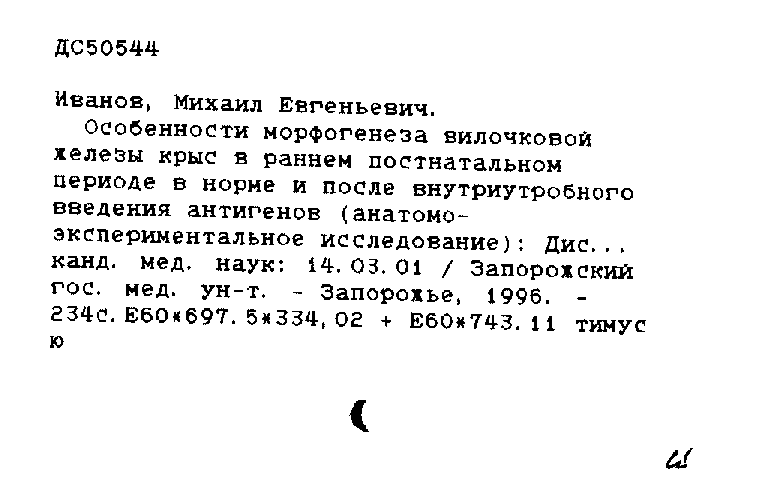 ДС50544
Иванов, Михаил Евгеньевич.
Особенности морфогенеза вилочковой
железы крыс в раннем постнатальном
периоде в норме и после внутриутробного
введения антигенов (анатомо-
экспериментальное исследование): Дис...
канд. мед. наук: 14.03.01 / Запорожский
гос. мед. ун-т. - Запорожье, 1996. -
234с. Е60*697.5*334,02 + Е60*743.11 тимус
ю